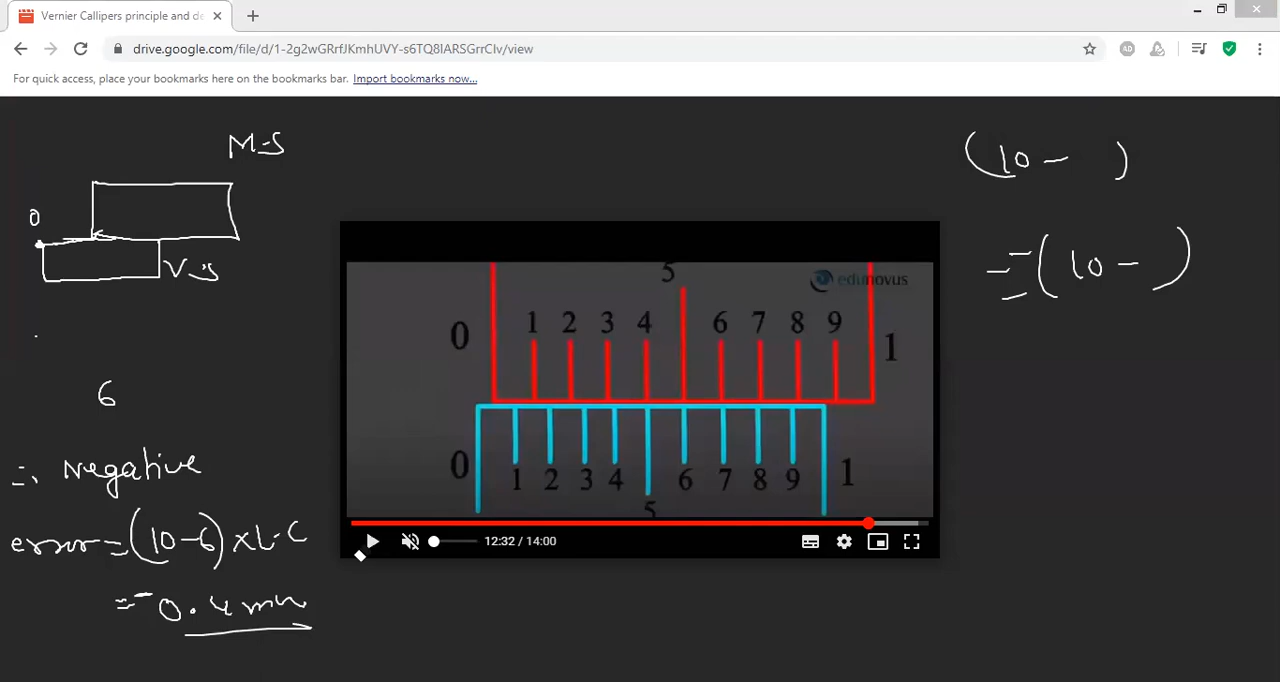 Vernier Callipers principle and de
drive.google.com/file/d/1-2g2wGRrfJKmhUVY-s6TQ8IARSGrrCIv/view
For quick access, place your bookmarks here on the bookmarks bar. Import bookmarks now...
M-S
0
V-S
6
∴ Negative
error = (10-6) x L.C
= -0.4 mm
(10 - )
= (10 - )
edunovus
5
0 1 2 3 4 6 7 8 9 1
0 1 2 3 4 6 7 8 9 1
5
12:32 / 14:00